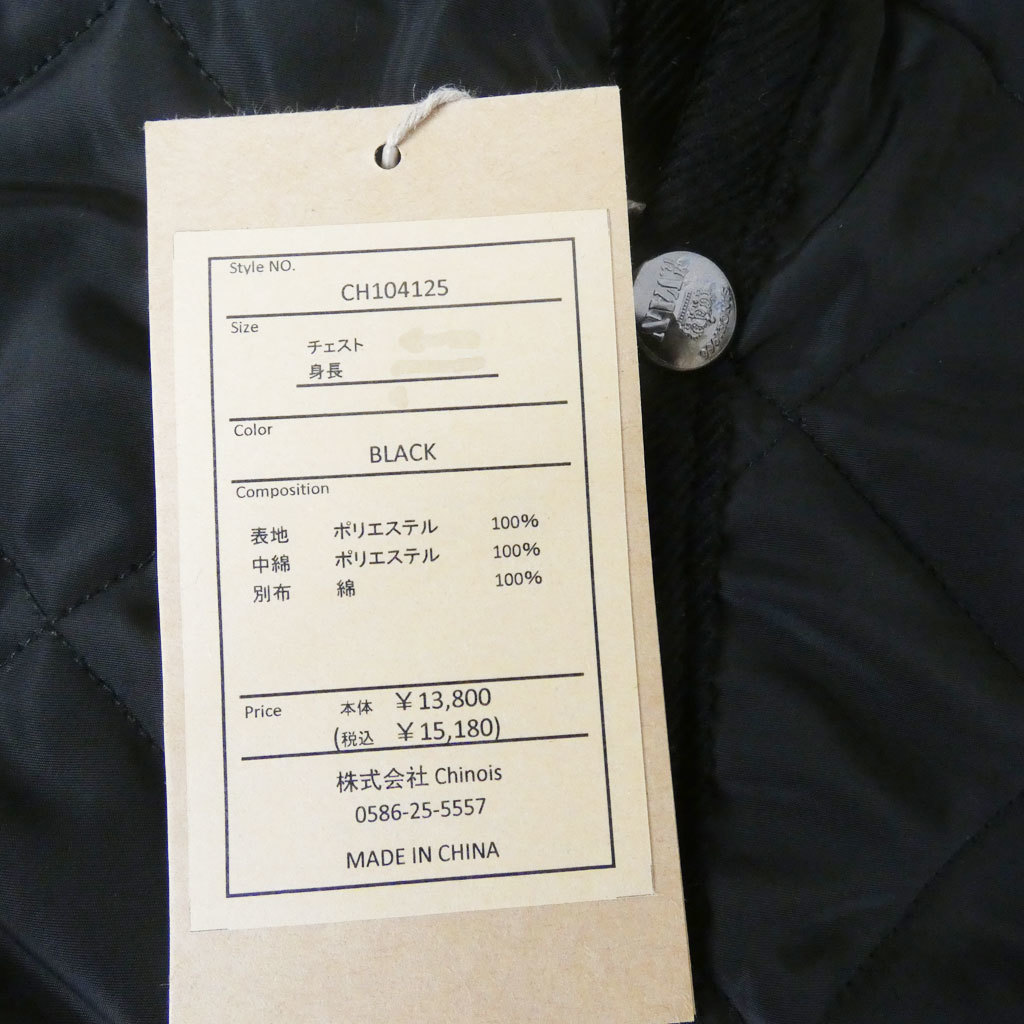 Style NO.
CH104125
Size
チェスト
身長
Color
BLACK
Composition
表地 ポリエステル 100%
中綿 ポリエステル 100%
別布 綿 100%
Price 本体 ￥13,800
(税込 ￥15,180)
株式会社 Chinois
0586-25-5557
MADE IN CHINA